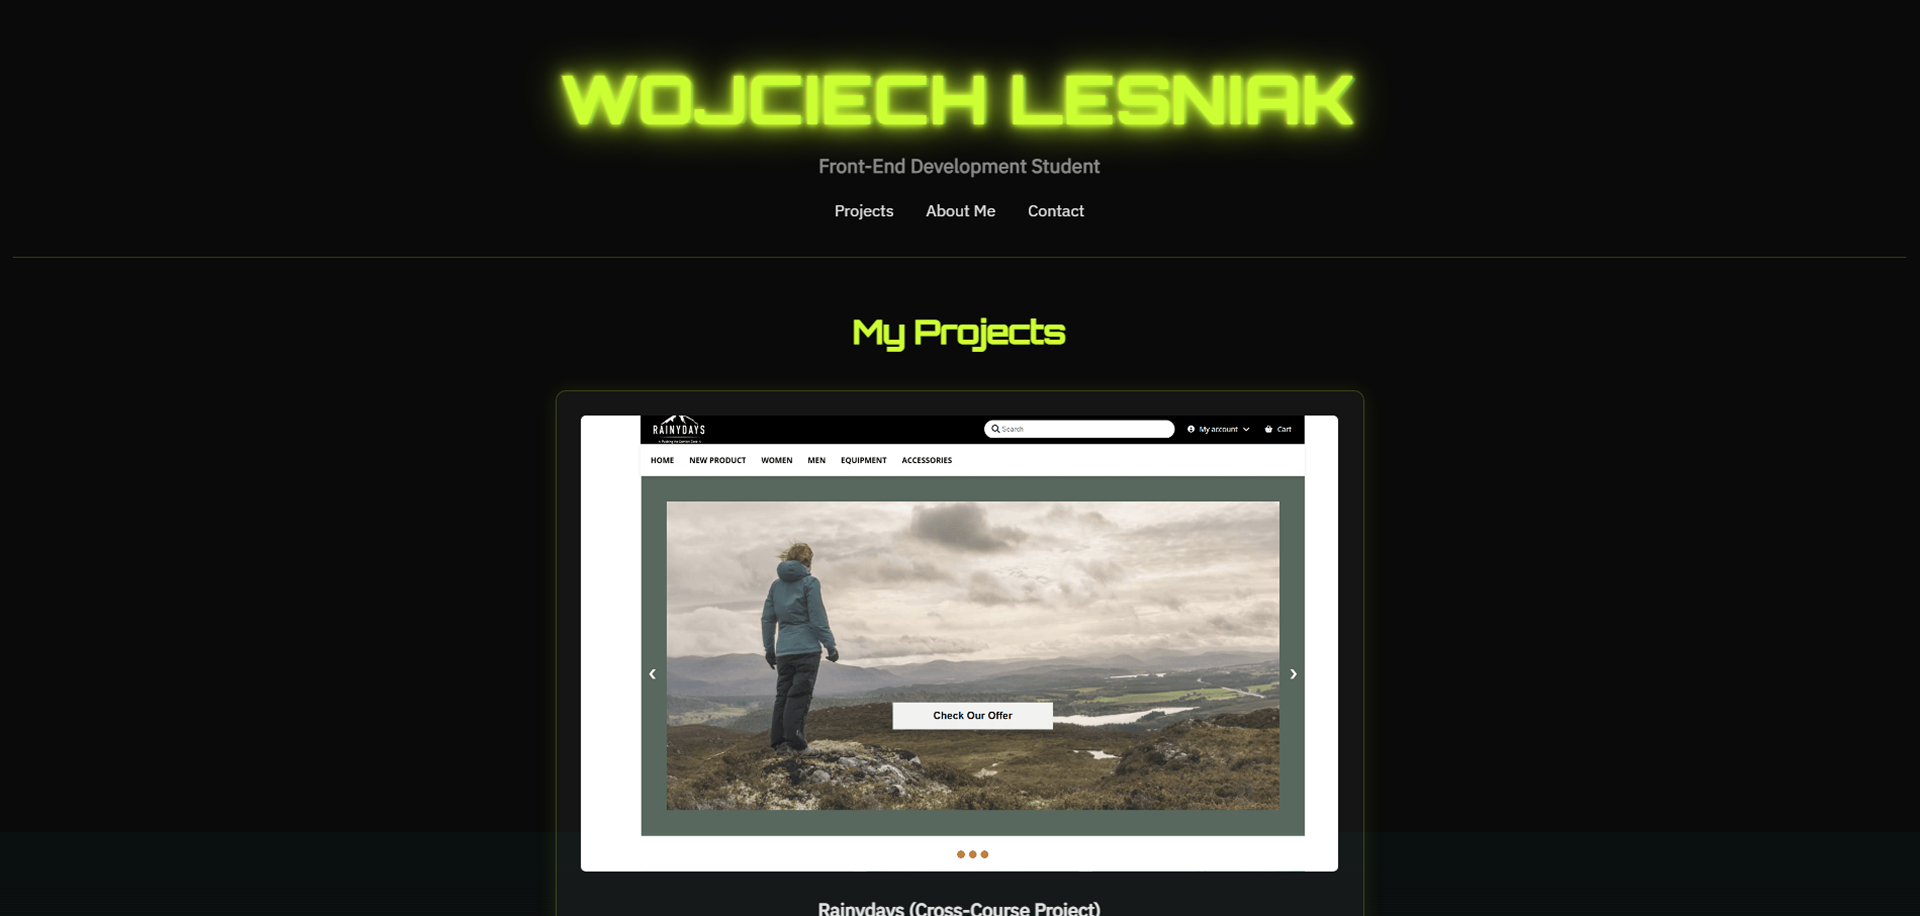 WOJCIECH LESNIAK
Front-End Development Student
Projects About Me Contact
My Projects
RAINYDAYS
Search
My account
Cart
HOME NEW PRODUCT WOMEN MEN EQUIPMENT ACCESSORIES
Check Our Offer
Rainydays (Cross-Course Project)